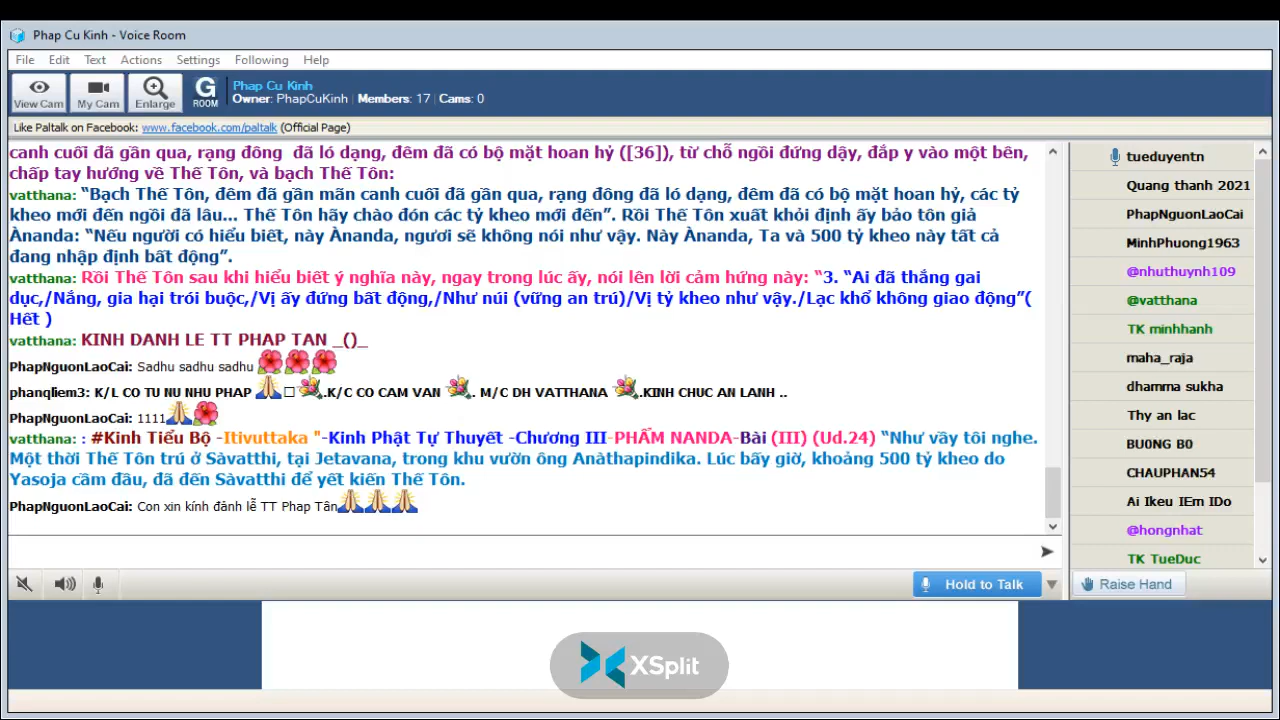 Phap Cu Kinh - Voice Room
File Edit Text Actions Settings Following Help
View Cam My Cam Enlarge G ROOM
Phap Cu Kinh
Owner: PhapCuKinh | Members: 17 | Cams: 0
Like Paltalk on Facebook: www.facebook.com/paltalk (Official Page)
canh cuối đã gần qua, rạng đông đã ló dạng, đêm đã có bộ mặt hoan hỷ ([36]), từ chỗ ngồi đứng dậy, đắp y vào một bên,
chấp tay hướng về Thế Tôn, và bạch Thế Tôn:
vatthana: “Bạch Thế Tôn, đêm đã gần mãn canh cuối đã gần qua, rạng đông đã ló dạng, đêm đã có bộ mặt hoan hỷ, các tỷ
kheo mới đến ngồi đã lâu... Thế Tôn hãy chào đón các tỷ kheo mới đến”. Rồi Thế Tôn xuất khỏi định ấy bảo tôn giả
Ànanda: “Nếu người có hiểu biết, này Ànanda, ngươi sẽ không nói như vậy. Này Ànanda, Ta và 500 tỷ kheo này tất cả
đang nhập định bất động”.
vatthana: Rồi Thế Tôn sau khi hiểu biết ý nghĩa này, ngay trong lúc ấy, nói lên lời cảm hứng này: “3. “Ai đã thắng gai
dục,/Nắng, gia hại trói buộc,/Vị ấy đứng bất động,/Như núi (vững an trú)/Vị tỷ kheo như vậy./Lạc khổ không giao động”(
Hết )
vatthana: KINH DANH LE TT PHAP TAN _()_
PhapNguonLaoCai: Sadhu sadhu sadhu
phanqliem3: K/L CO TU NU NHU PHAP .K/C CO CAM VAN . M/C DH VATTHANA .KINH CHUC AN LANH ..
PhapNguonLaoCai: 1111
vatthana: : #Kinh Tiểu Bộ -Itivuttaka "-Kinh Phật Tự Thuyết -Chương III-PHẨM NANDA-Bài (III) (Ud.24) “Như vầy tôi nghe.
Một thời Thế Tôn trú ở Sàvatthi, tại Jetavana, trong khu vườn ông Anàthapindika. Lúc bấy giờ, khoảng 500 tỷ kheo do
Yasoja cầm đầu, đã đến Sàvatthi để yết kiến Thế Tôn.
PhapNguonLaoCai: Con xin kính đảnh lễ TT Phap Tân
tueduyentn
Quang thanh 2021
PhapNguonLaoCai
MinhPhuong1963
@nhuthuynh109
@vatthana
TK minhhanh
maha_raja
dhamma sukha
Thy an lac
BU0NG B0
CHAUPHAN54
Ai Ikeu IEm IDo
@hongnhat
TK TueDuc
Hold to Talk
Raise Hand
XSplit